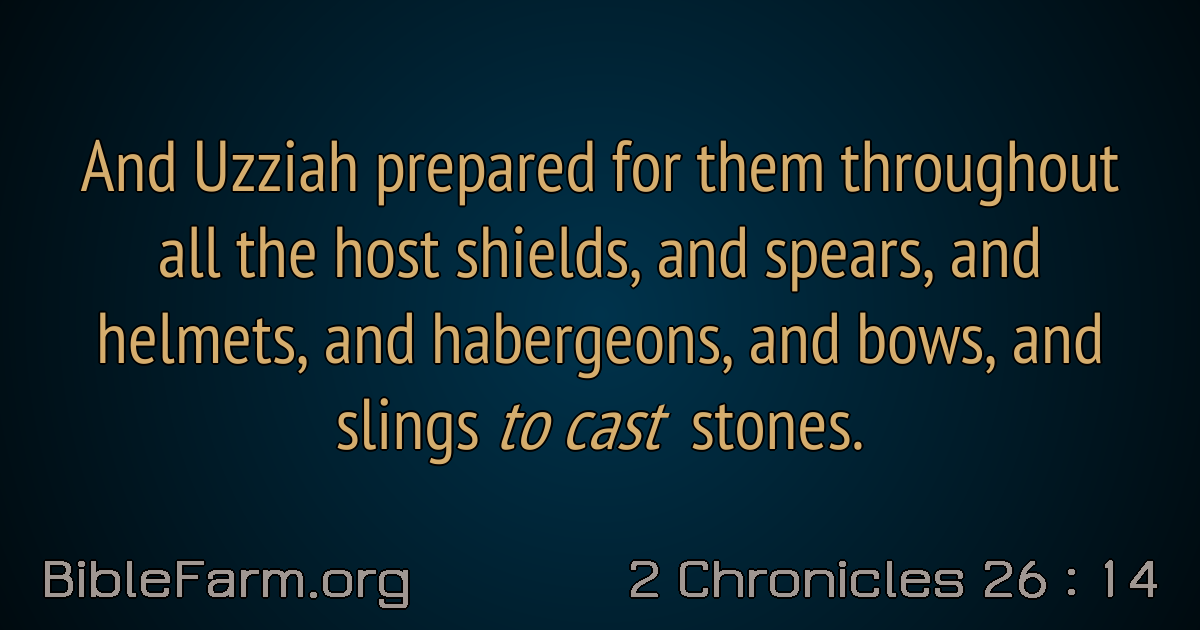 And Uzziah prepared for them throughout
all the host shields, and spears, and
helmets, and habergeons, and bows, and
slings to cast stones.
BibleFarm.org
2 Chronicles 26 : 14